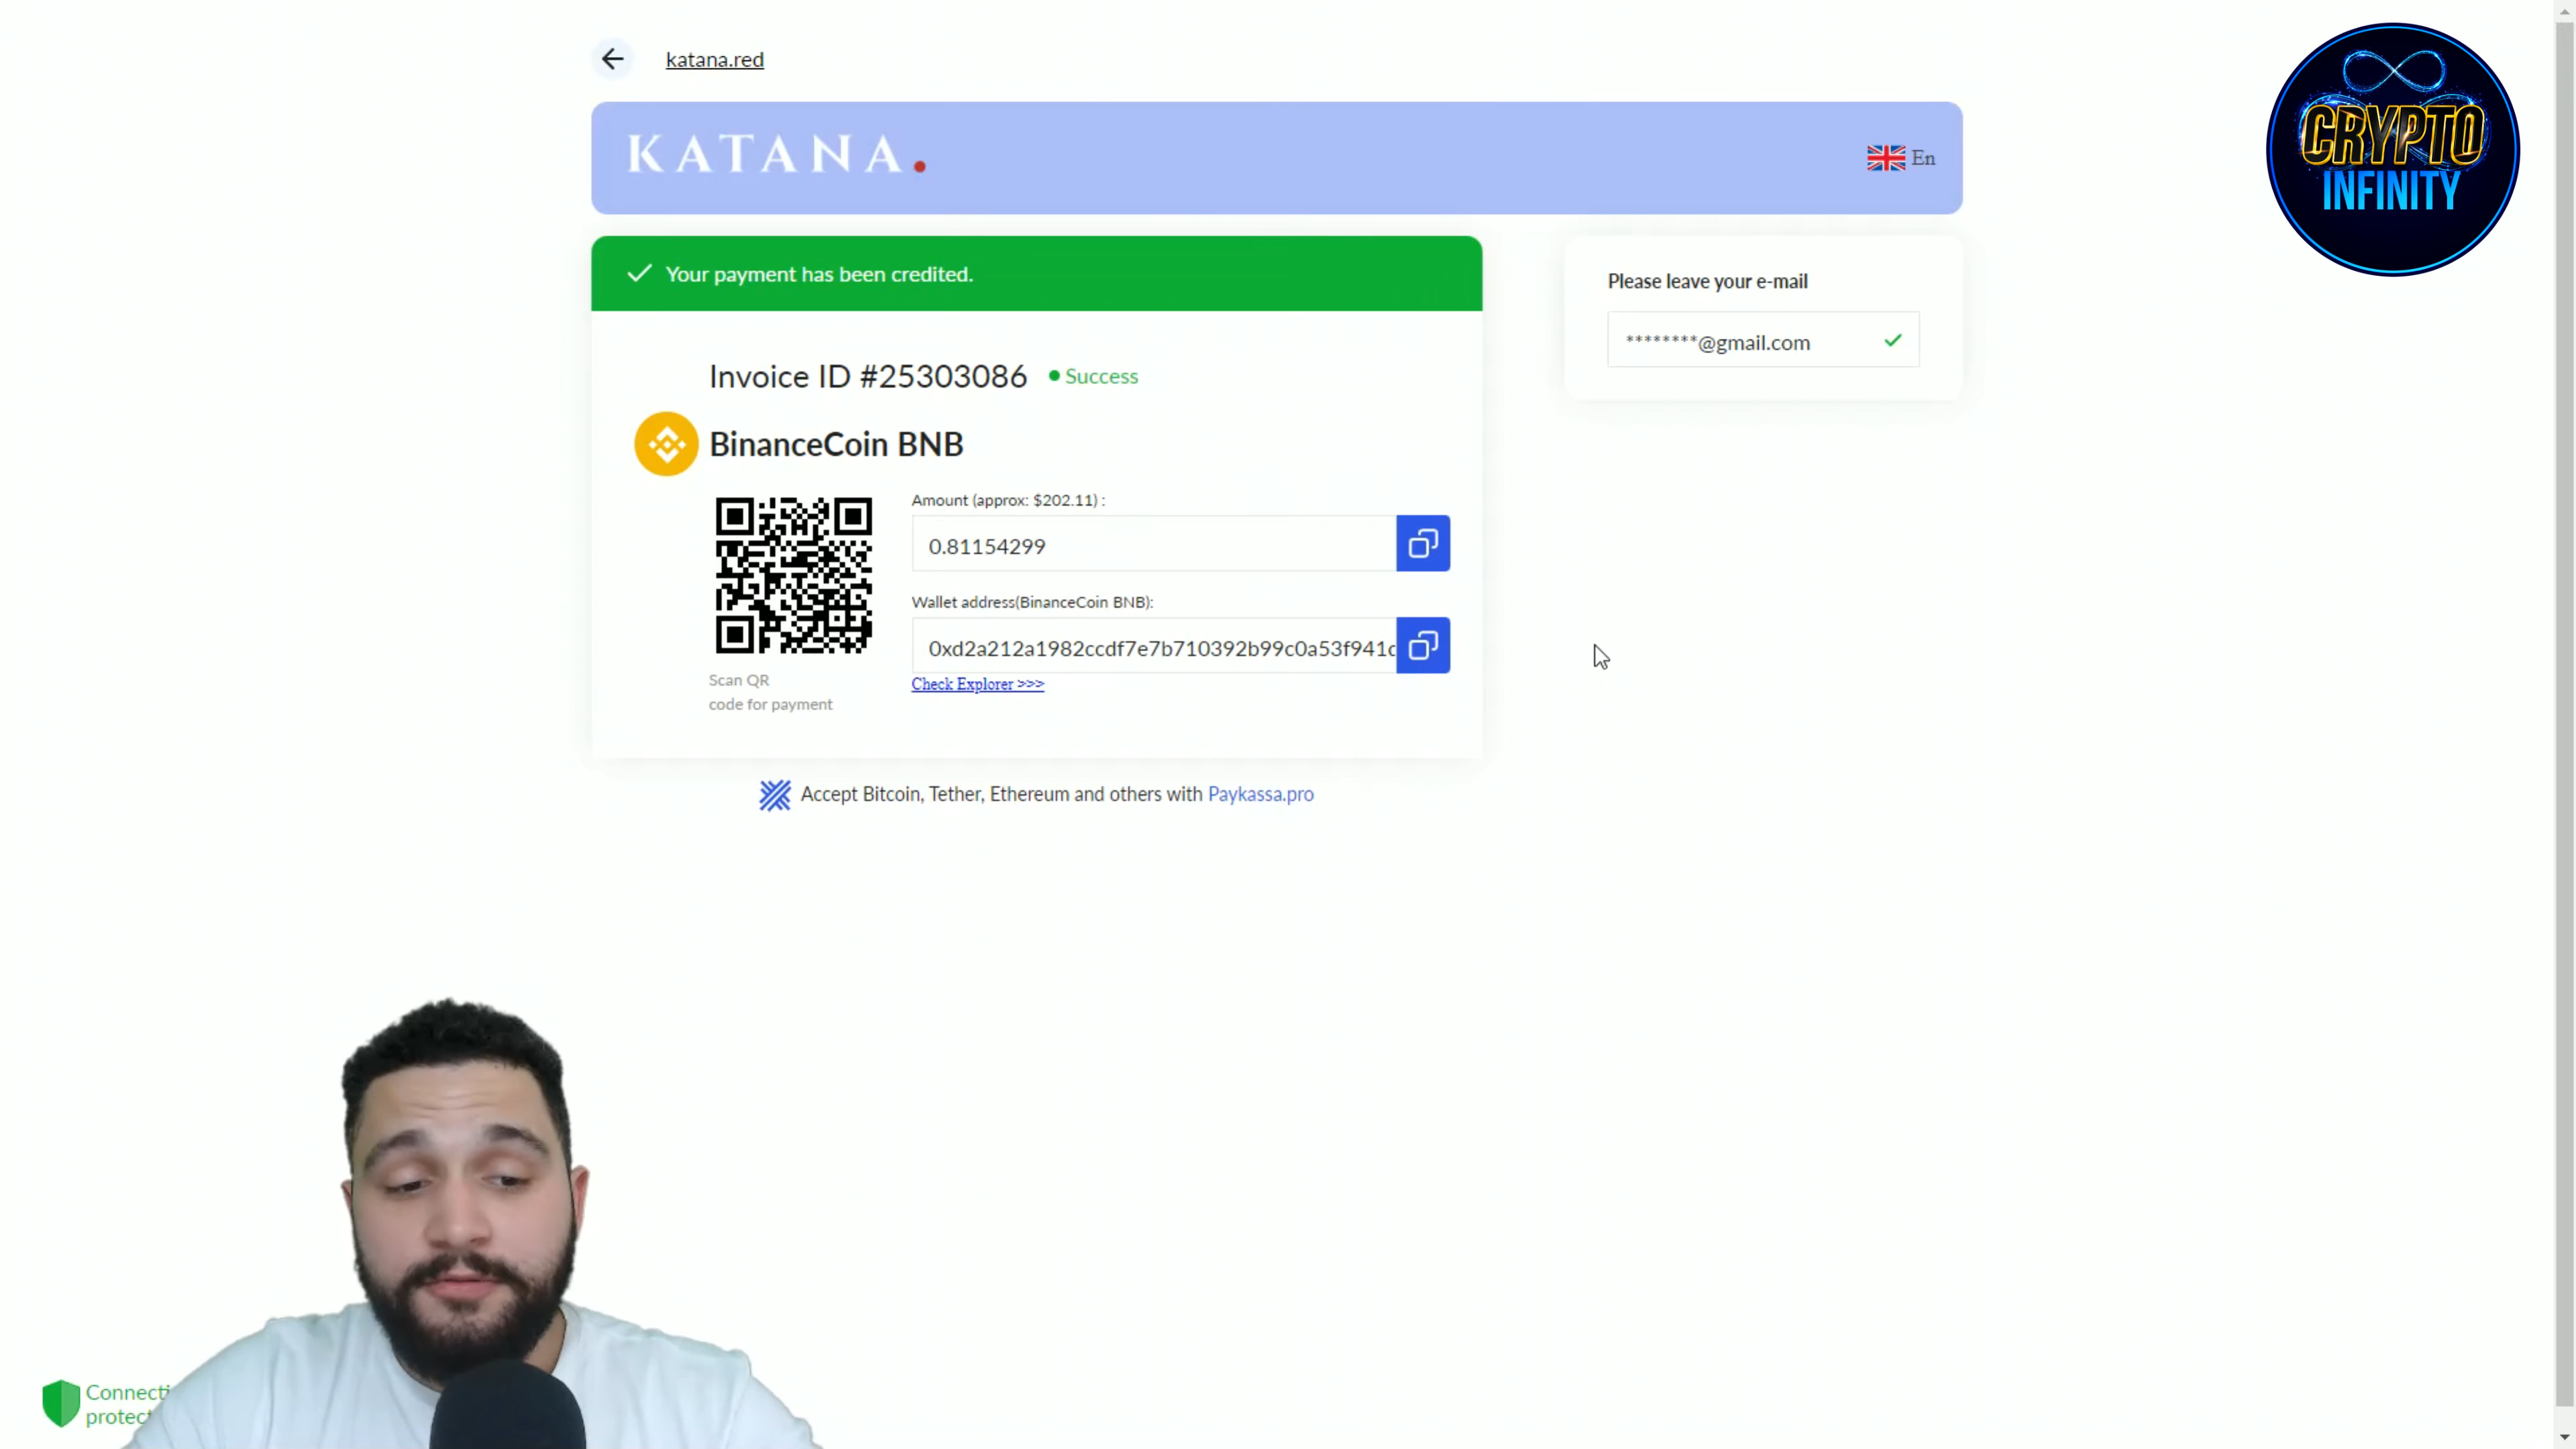 katana.red
KATANA.
En
CRYPTO
INFINITY
Your payment has been credited.
Please leave your e-mail
********@gmail.com
Invoice ID #25303086
Success
BinanceCoin BNB
Amount (approx: $202.11) :
0.81154299
Wallet address(BinanceCoin BNB):
0xd2a212a1982ccdf7e7b710392b99c0a53f941
Check Explorer >>>
Scan QR
code for payment
Accept Bitcoin, Tether, Ethereum and others with Paykassa.pro